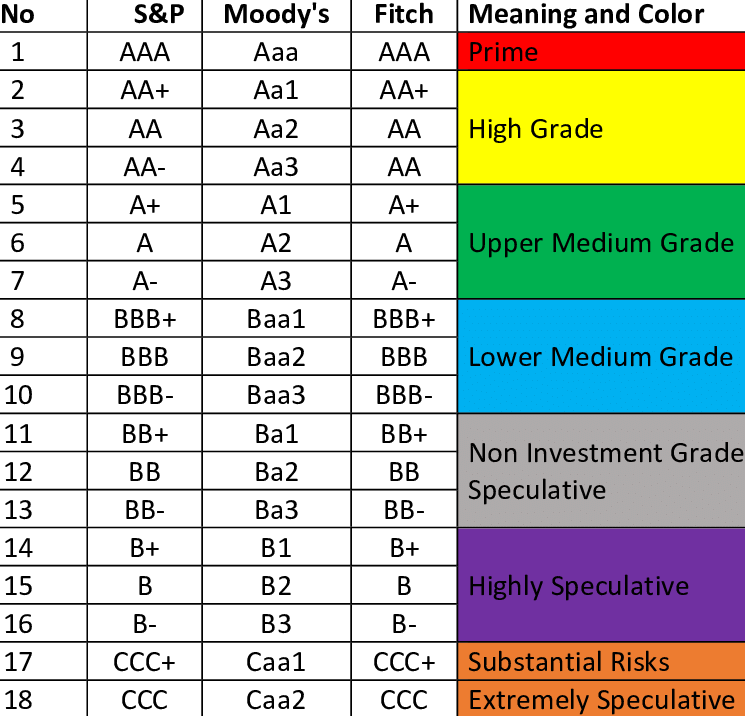 No S&P Moody's Fitch Meaning and Color
1 AAA Aaa AAA Prime
2 AA+ Aa1 AA+
3 AA Aa2 AA High Grade
4 AA- Aa3 AA
5 A+ A1 A+
6 A A2 A Upper Medium Grade
7 A- A3 A-
8 BBB+ Baa1 BBB+
9 BBB Baa2 BBB Lower Medium Grade
10 BBB- Baa3 BBB-
11 BB+ Ba1 BB+ Non Investment Grade
12 BB Ba2 BB Speculative
13 BB- Ba3 BB-
14 B+ B1 B+
15 B B2 B Highly Speculative
16 B- B3 B-
17 CCC+ Caa1 CCC+ Substantial Risks
18 CCC Caa2 CCC Extremely Speculative